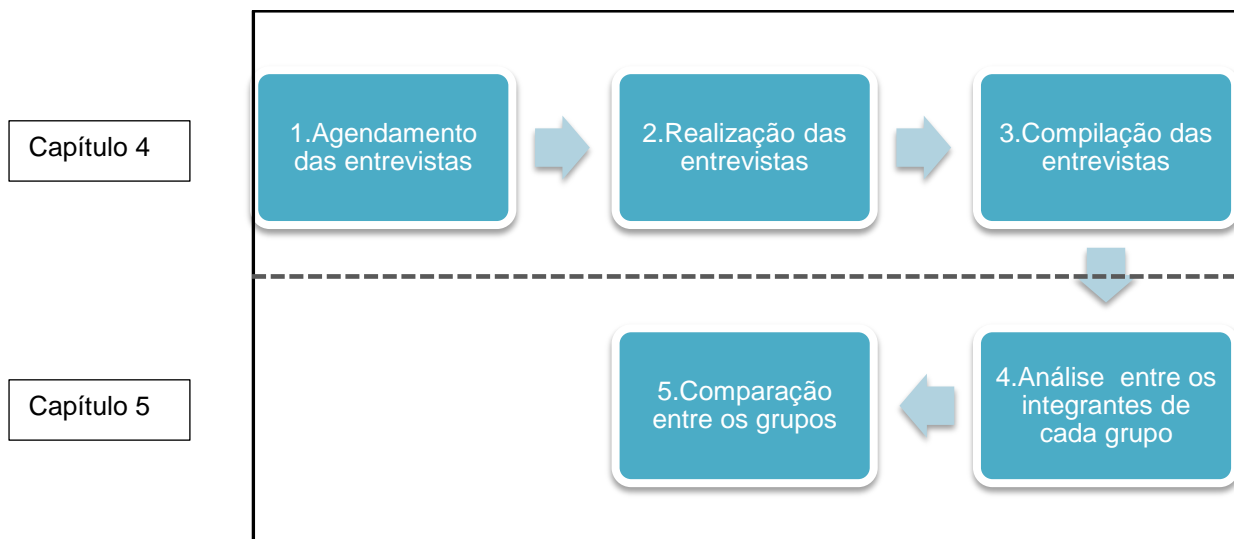 Capítulo 4
1.Agendamento
das entrevistas
2.Realização das
entrevistas
3.Compilação das
entrevistas
Capítulo 5
5.Comparação
entre os grupos
4.Análise  entre os
integrantes de
cada grupo